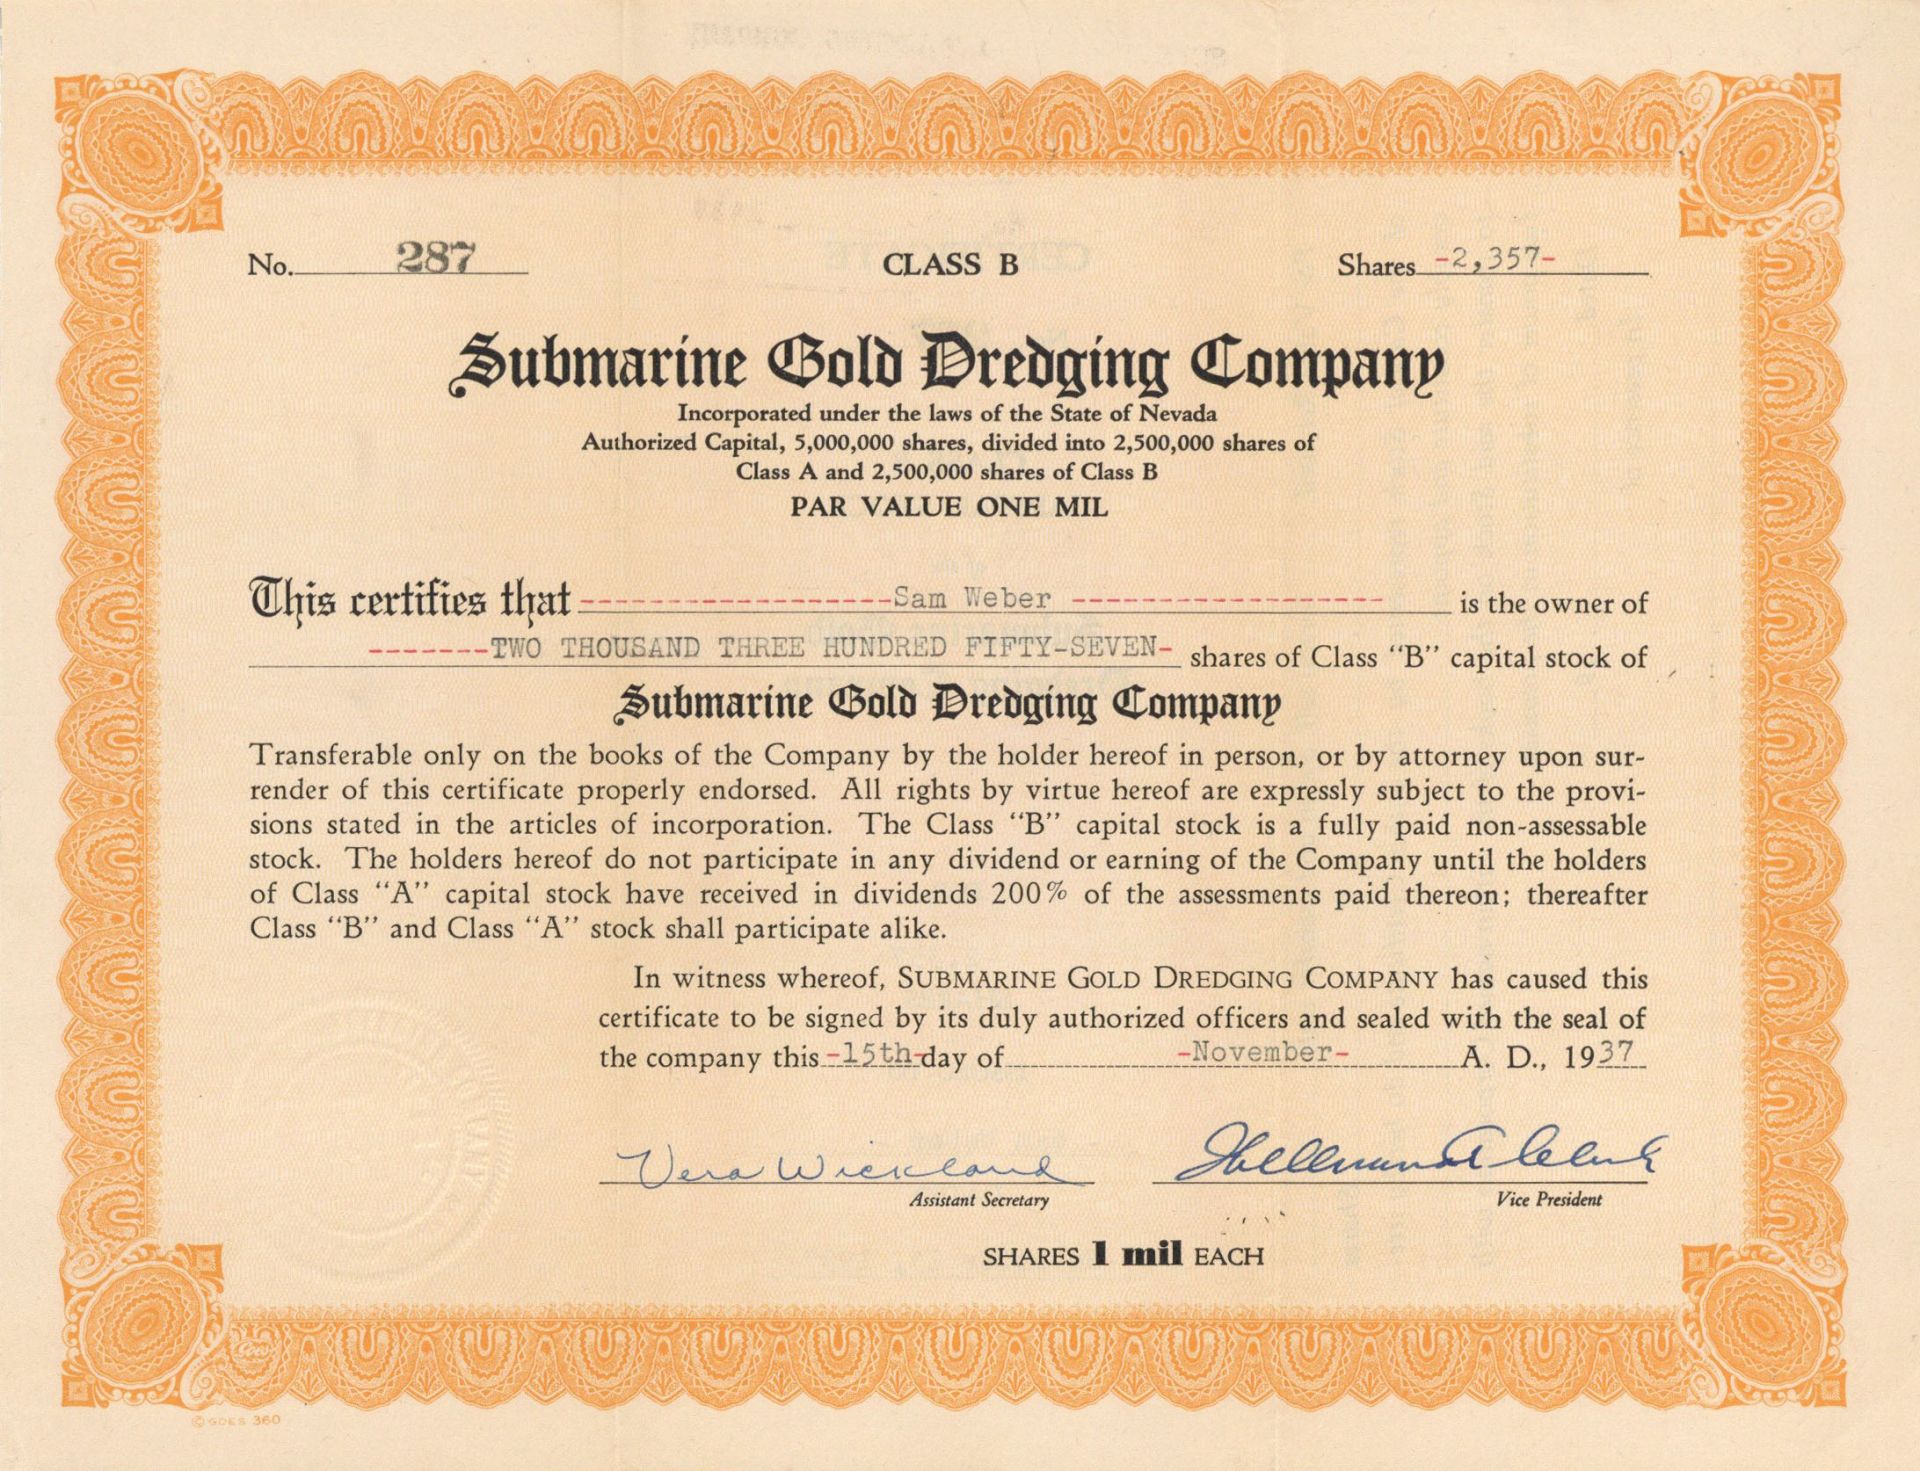 No. 287 CLASS B Shares -2,357-
Submarine Gold Dredging Company
Incorporated under the laws of the State of Nevada
Authorized Capital, 5,000,000 shares, divided into 2,500,000 shares of
Class A and 2,500,000 shares of Class B
PAR VALUE ONE MIL
This certifies that ------------------Sam Weber ------------------ is the owner of
-------TWO THOUSAND THREE HUNDRED FIFTY-SEVEN- shares of Class "B" capital stock of
Submarine Gold Dredging Company
Transferable only on the books of the Company by the holder hereof in person, or by attorney upon sur-
render of this certificate properly endorsed. All rights by virtue hereof are expressly subject to the provi-
sions stated in the articles of incorporation. The Class "B" capital stock is a fully paid non-assessable
stock. The holders hereof do not participate in any dividend or earning of the Company until the holders
of Class "A" capital stock have received in dividends 200% of the assessments paid thereon; thereafter
Class "B" and Class "A" stock shall participate alike.
In witness whereof, SUBMARINE GOLD DREDGING COMPANY has caused this
certificate to be signed by its duly authorized officers and sealed with the seal of
the company this -15th- day of -November- A. D., 1937
Vera Wickland
Assistant Secretary Vice President
SHARES 1 mil EACH
Goes
© GOES 360